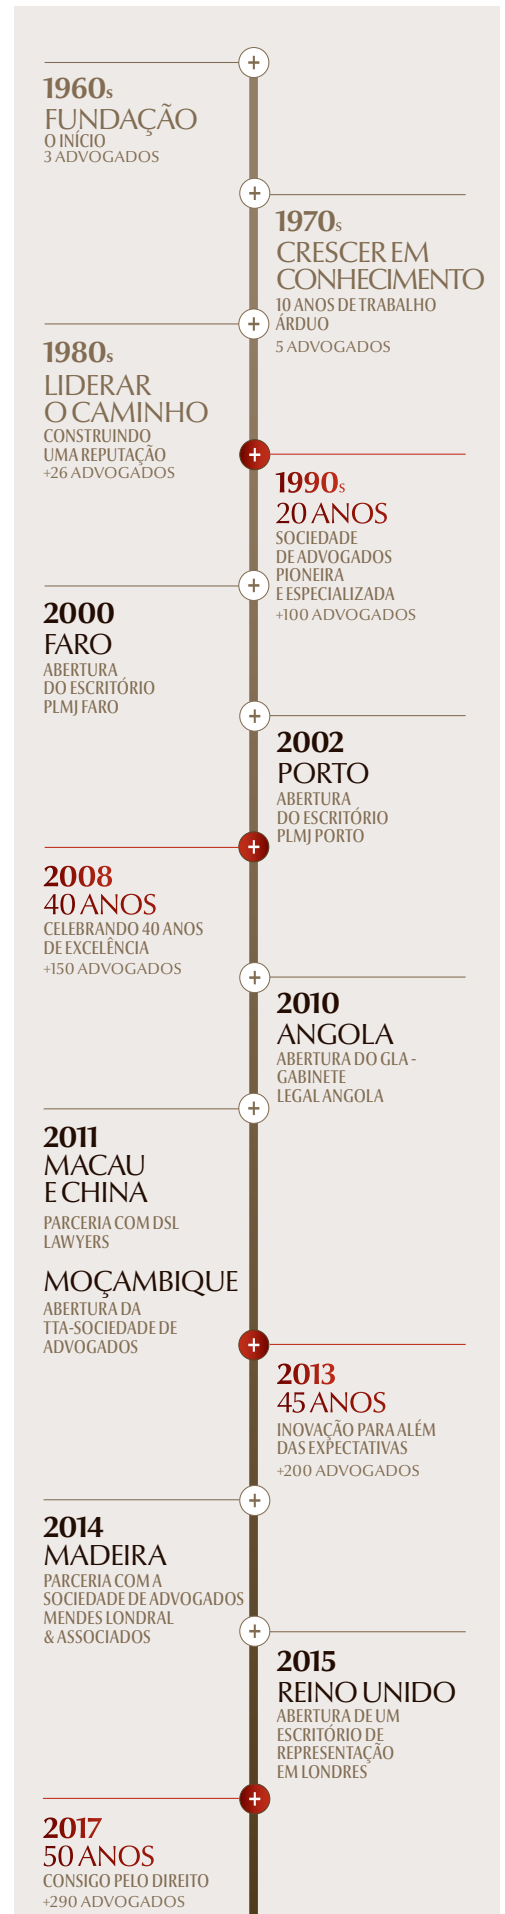 1960s
FUNDAÇÃO
O INÍCIO
3 ADVOGADOS
1970s
CRESCER EM
CONHECIMENTO
10 ANOS DE TRABALHO
ÁRDUO
5 ADVOGADOS
1980s
LIDERAR
O CAMINHO
CONSTRUINDO
UMA REPUTAÇÃO
+26 ADVOGADOS
1990s
20 ANOS
SOCIEDADE
DE ADVOGADOS
PIONEIRA
E ESPECIALIZADA
+100 ADVOGADOS
2000
FARO
ABERTURA
DO ESCRITÓRIO
PLMJ FARO
2002
PORTO
ABERTURA
DO ESCRITÓRIO
PLMJ PORTO
2008
40 ANOS
CELEBRANDO 40 ANOS
DE EXCELÊNCIA
+150 ADVOGADOS
2010
ANGOLA
ABERTURA DO GLA -
GABINETE
LEGAL ANGOLA
2011
MACAU
E CHINA
PARCERIA COM DSL
LAWYERS
MOÇAMBIQUE
ABERTURA DA
TTA-SOCIEDADE DE
ADVOGADOS
2013
45 ANOS
INOVAÇÃO PARA ALÉM
DAS EXPECTATIVAS
+200 ADVOGADOS
2014
MADEIRA
PARCERIA COM A
SOCIEDADE DE ADVOGADOS
MENDES LONDRAL
& ASSOCIADOS
2015
REINO UNIDO
ABERTURA DE UM
ESCRITÓRIO DE
REPRESENTAÇÃO
EM LONDRES
2017
50 ANOS
CONSIGO PELO DIREITO
+290 ADVOGADOS